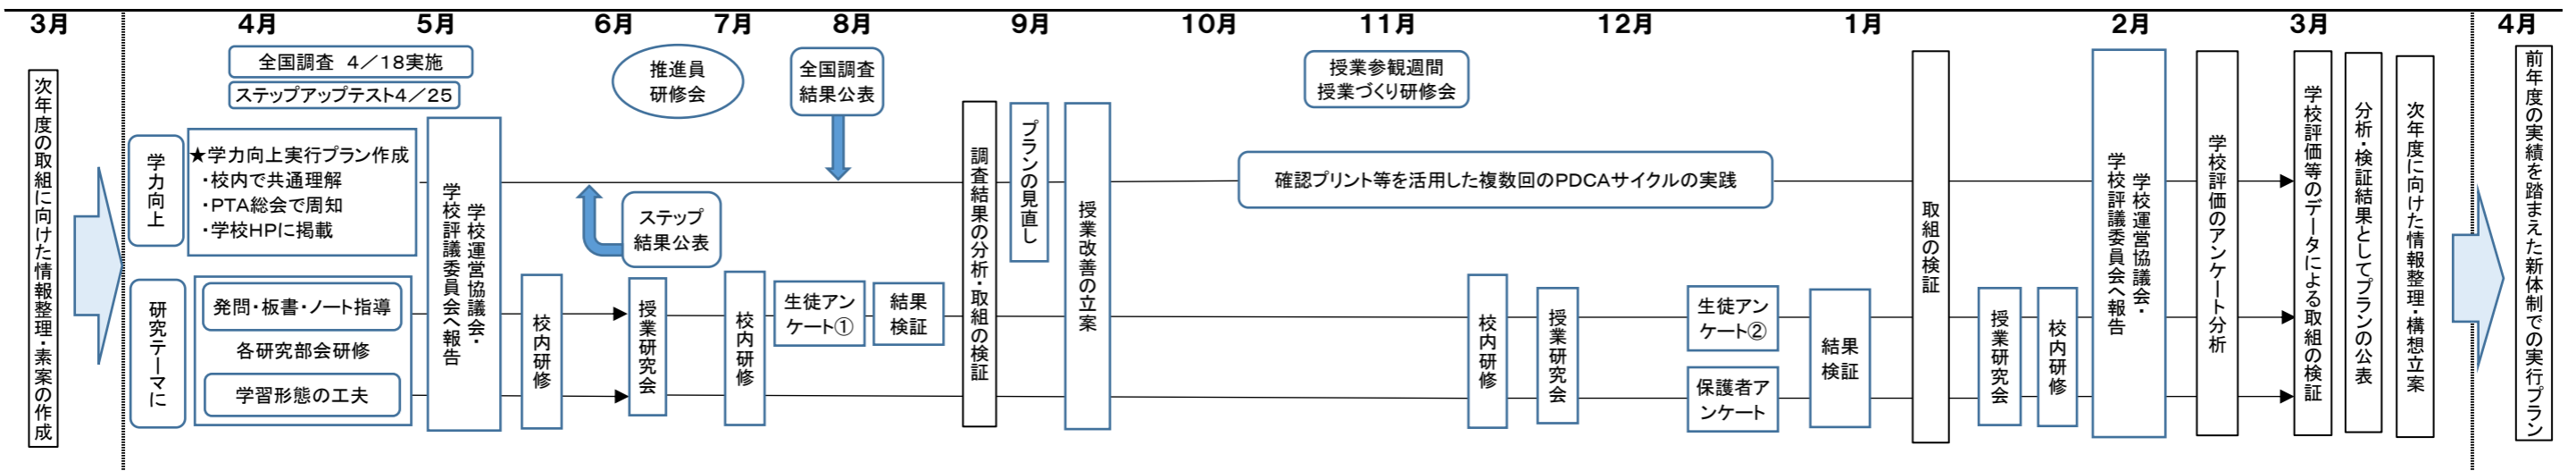 3月
4月
5月
6月
7月
8月
9月
10月
11月
12月
1月
2月
3月
4月
次年度の取組に向けた情報整理・素案の作成
全国調査 4／18実施
ステップアップテスト4／25
学力向上
★学力向上実行プラン作成
・校内で共通理解
・PTA総会で周知
・学校HPに掲載
研究テーマに
発問・板書・ノート指導
各研究部会研修
学習形態の工夫
学校運営協議会・
学校評議委員会へ報告
校内研修
推進員
研修会
ステップ
結果公表
授業研究会
校内研修
全国調査
結果公表
生徒アン
ケート①
結果
検証
調査結果の分析・取組の検証
プランの見直し
授業改善の立案
授業参観週間
授業づくり研修会
確認プリント等を活用した複数回のPDCAサイクルの実践
校内研修
授業研究会
生徒アン
ケート②
保護者ア
ンケート
結果
検証
取組の検証
授業研究会
校内研修
学校運営協議会・
学校評議委員会へ報告
学校評価のアンケート分析
学校評価等のデータによる取組の検証
分析・検証結果としてプランの公表
次年度に向けた情報整理・構想立案
前年度の実績を踏まえた新体制での実行プラン